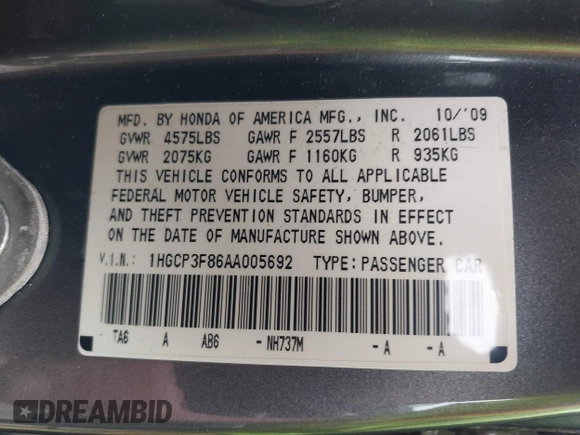 MFD. BY HONDA OF AMERICA MFG., INC. 10/'09
GVWR 4575LBS GAWR F 2557LBS R 2061LBS
GVWR 2075KG GAWR F 1160KG R 935KG
THIS VEHICLE CONFORMS TO ALL APPLICABLE
FEDERAL MOTOR VEHICLE SAFETY, BUMPER,
AND THEFT PREVENTION STANDARDS IN EFFECT
ON THE DATE OF MANUFACTURE SHOWN ABOVE.
V.I.N.: 1HGCP3F86AA005692 TYPE:PASSENGER CAR
TA6 A AB6 -NH737M -A -A
DREAMBID